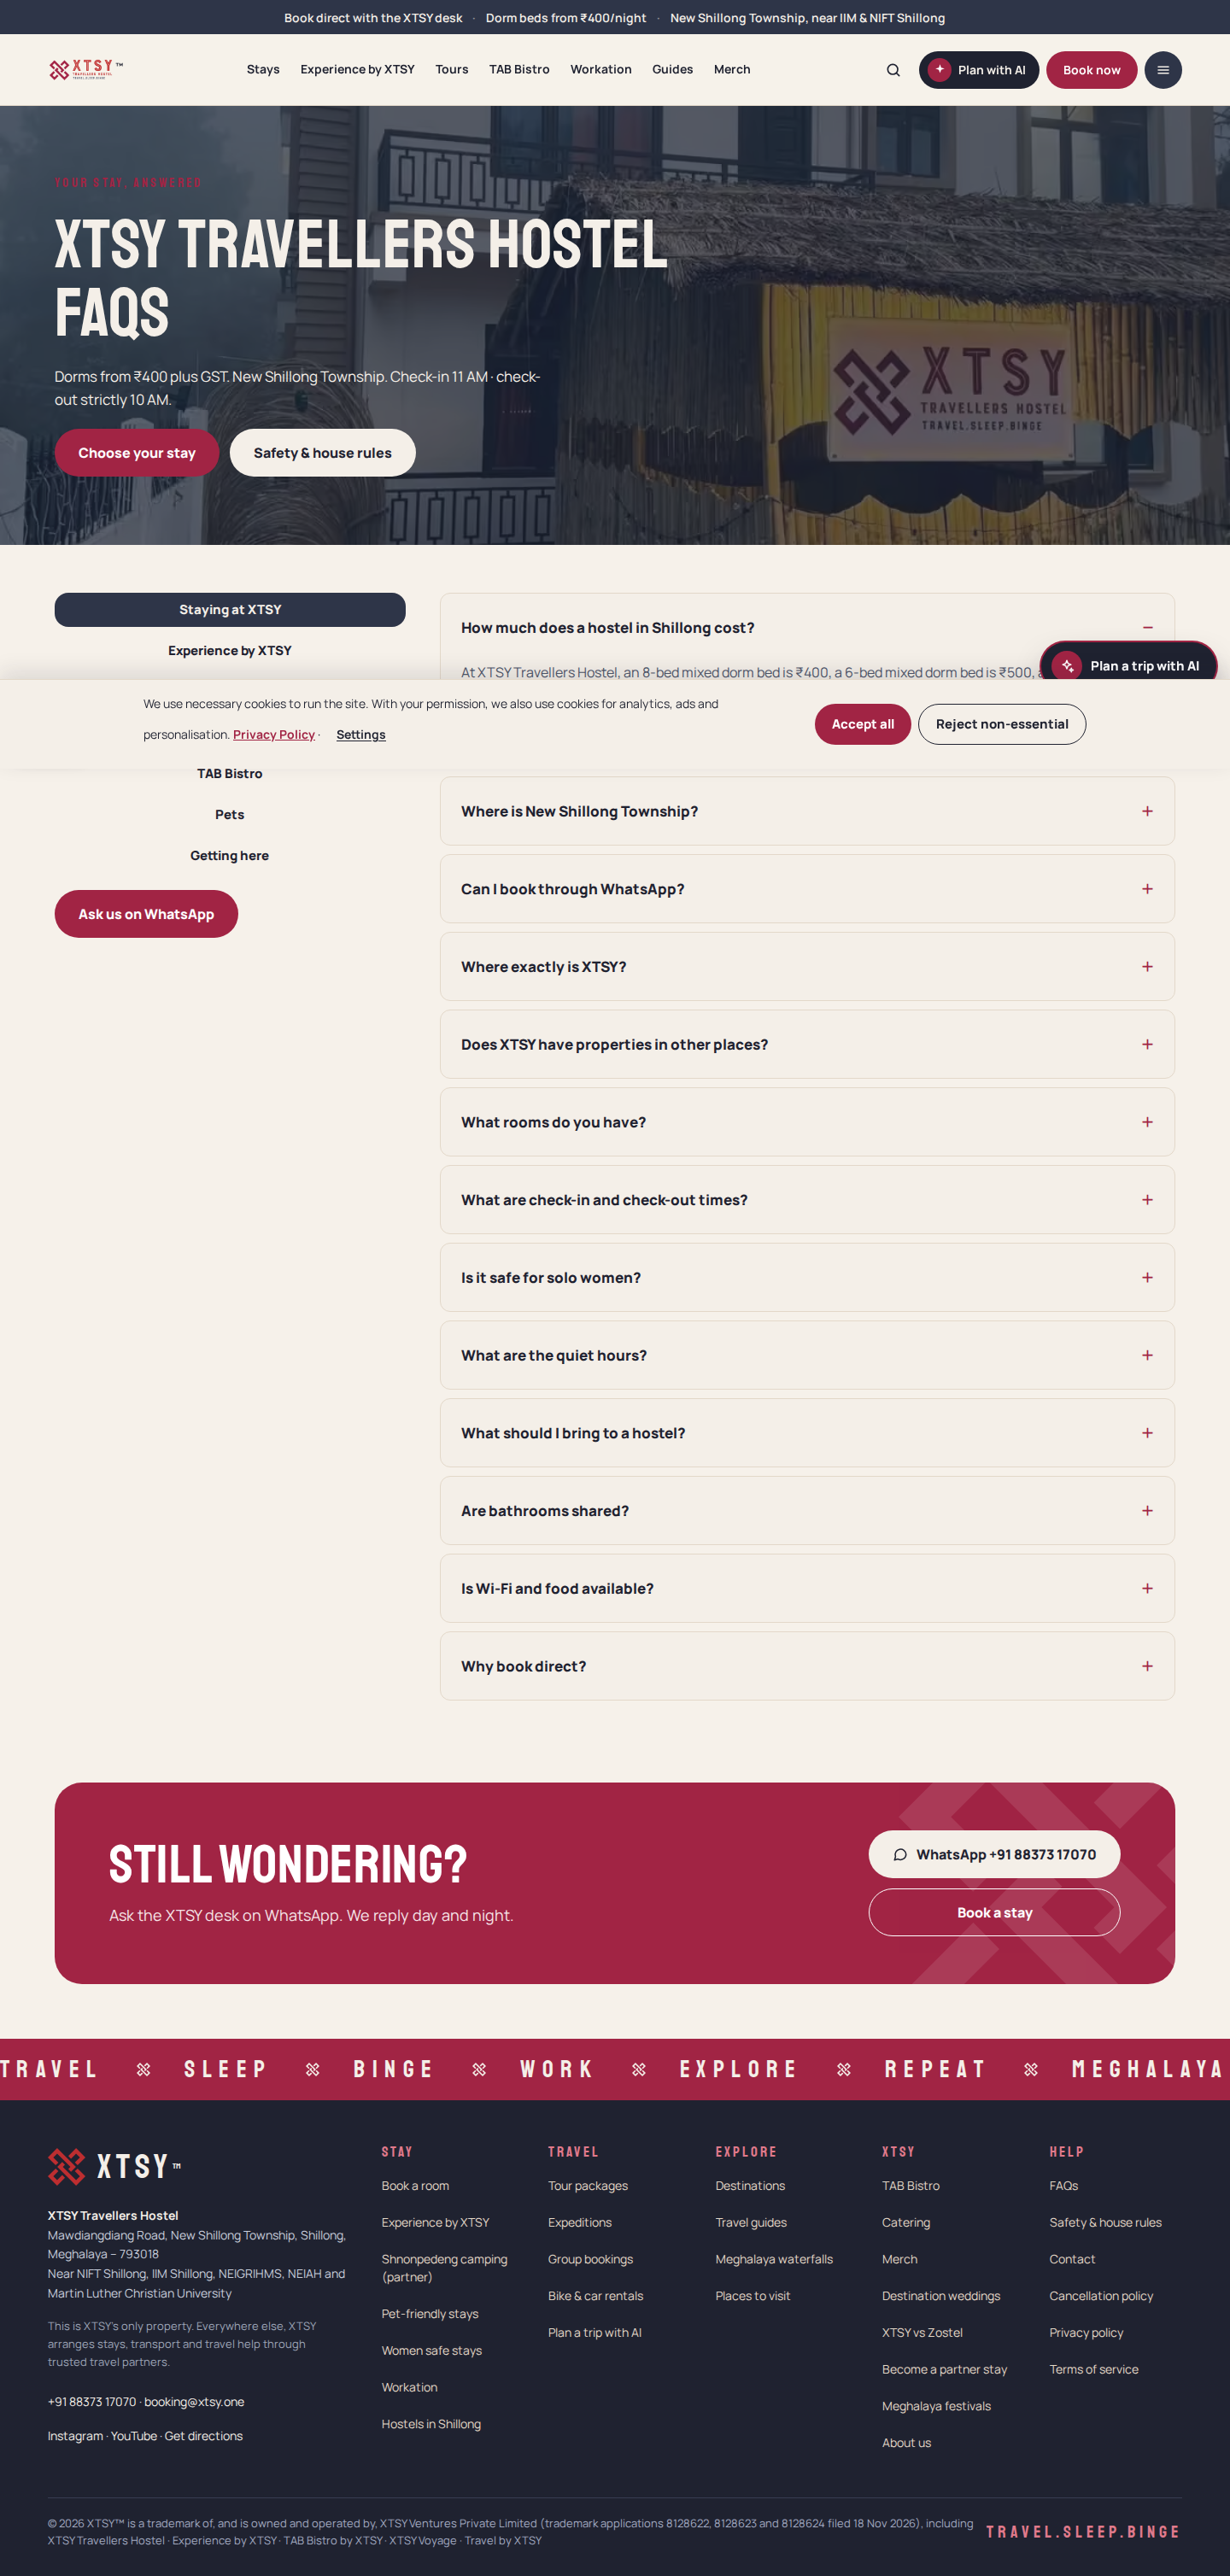 Book direct with the XTSY desk · Dorm beds from ₹400/night · New Shillong Township, near IIM & NIFT Shillong
XTSY™
TRAVELLERS HOSTEL
TRAVEL.SLEEP.BINGE
Stays Experience by XTSY Tours TAB Bistro Workation Guides Merch
Plan with AI
Book now
YOUR STAY, ANSWERED
XTSY TRAVELLERS HOSTEL
FAQS
Dorms from ₹400 plus GST. New Shillong Township. Check-in 11 AM · check-
out strictly 10 AM.
Choose your stay
Safety & house rules
XTSY
TRAVELLERS HOSTEL
TRAVEL.SLEEP.BINGE
Staying at XTSY
Experience by XTSY
TAB Bistro
Pets
Getting here
Ask us on WhatsApp
How much does a hostel in Shillong cost?
At XTSY Travellers Hostel, an 8-bed mixed dorm bed is ₹400, a 6-bed mixed dorm bed is ₹500,
Plan a trip with AI
We use necessary cookies to run the site. With your permission, we also use cookies for analytics, ads and
personalisation. Privacy Policy · Settings
Accept all
Reject non-essential
Where is New Shillong Township?
Can I book through WhatsApp?
Where exactly is XTSY?
Does XTSY have properties in other places?
What rooms do you have?
What are check-in and check-out times?
Is it safe for solo women?
What are the quiet hours?
What should I bring to a hostel?
Are bathrooms shared?
Is Wi-Fi and food available?
Why book direct?
STILL WONDERING?
Ask the XTSY desk on WhatsApp. We reply day and night.
WhatsApp +91 88373 17070
Book a stay
TRAVEL SLEEP BINGE WORK EXPLORE REPEAT MEGHALAYA
XTSY™
XTSY Travellers Hostel
Mawdiangdiang Road, New Shillong Township, Shillong,
Meghalaya – 793018
Near NIFT Shillong, IIM Shillong, NEIGRIHMS, NEIAH and
Martin Luther Christian University
This is XTSY's only property. Everywhere else, XTSY
arranges stays, transport and travel help through
trusted travel partners.
+91 88373 17070 · booking@xtsy.one
Instagram · YouTube · Get directions
STAY
Book a room
Experience by XTSY
Shnonpedeng camping
(partner)
Pet-friendly stays
Women safe stays
Workation
Hostels in Shillong
TRAVEL
Tour packages
Expeditions
Group bookings
Bike & car rentals
Plan a trip with AI
EXPLORE
Destinations
Travel guides
Meghalaya waterfalls
Places to visit
XTSY
TAB Bistro
Catering
Merch
Destination weddings
XTSY vs Zostel
Become a partner stay
Meghalaya festivals
About us
HELP
FAQs
Safety & house rules
Contact
Cancellation policy
Privacy policy
Terms of service
© 2026 XTSY™ is a trademark of, and is owned and operated by, XTSY Ventures Private Limited (trademark applications 8128622, 8128623 and 8128624 filed 18 Nov 2026), including
XTSY Travellers Hostel · Experience by XTSY · TAB Bistro by XTSY · XTSY Voyage · Travel by XTSY
TRAVEL.SLEEP.BINGE